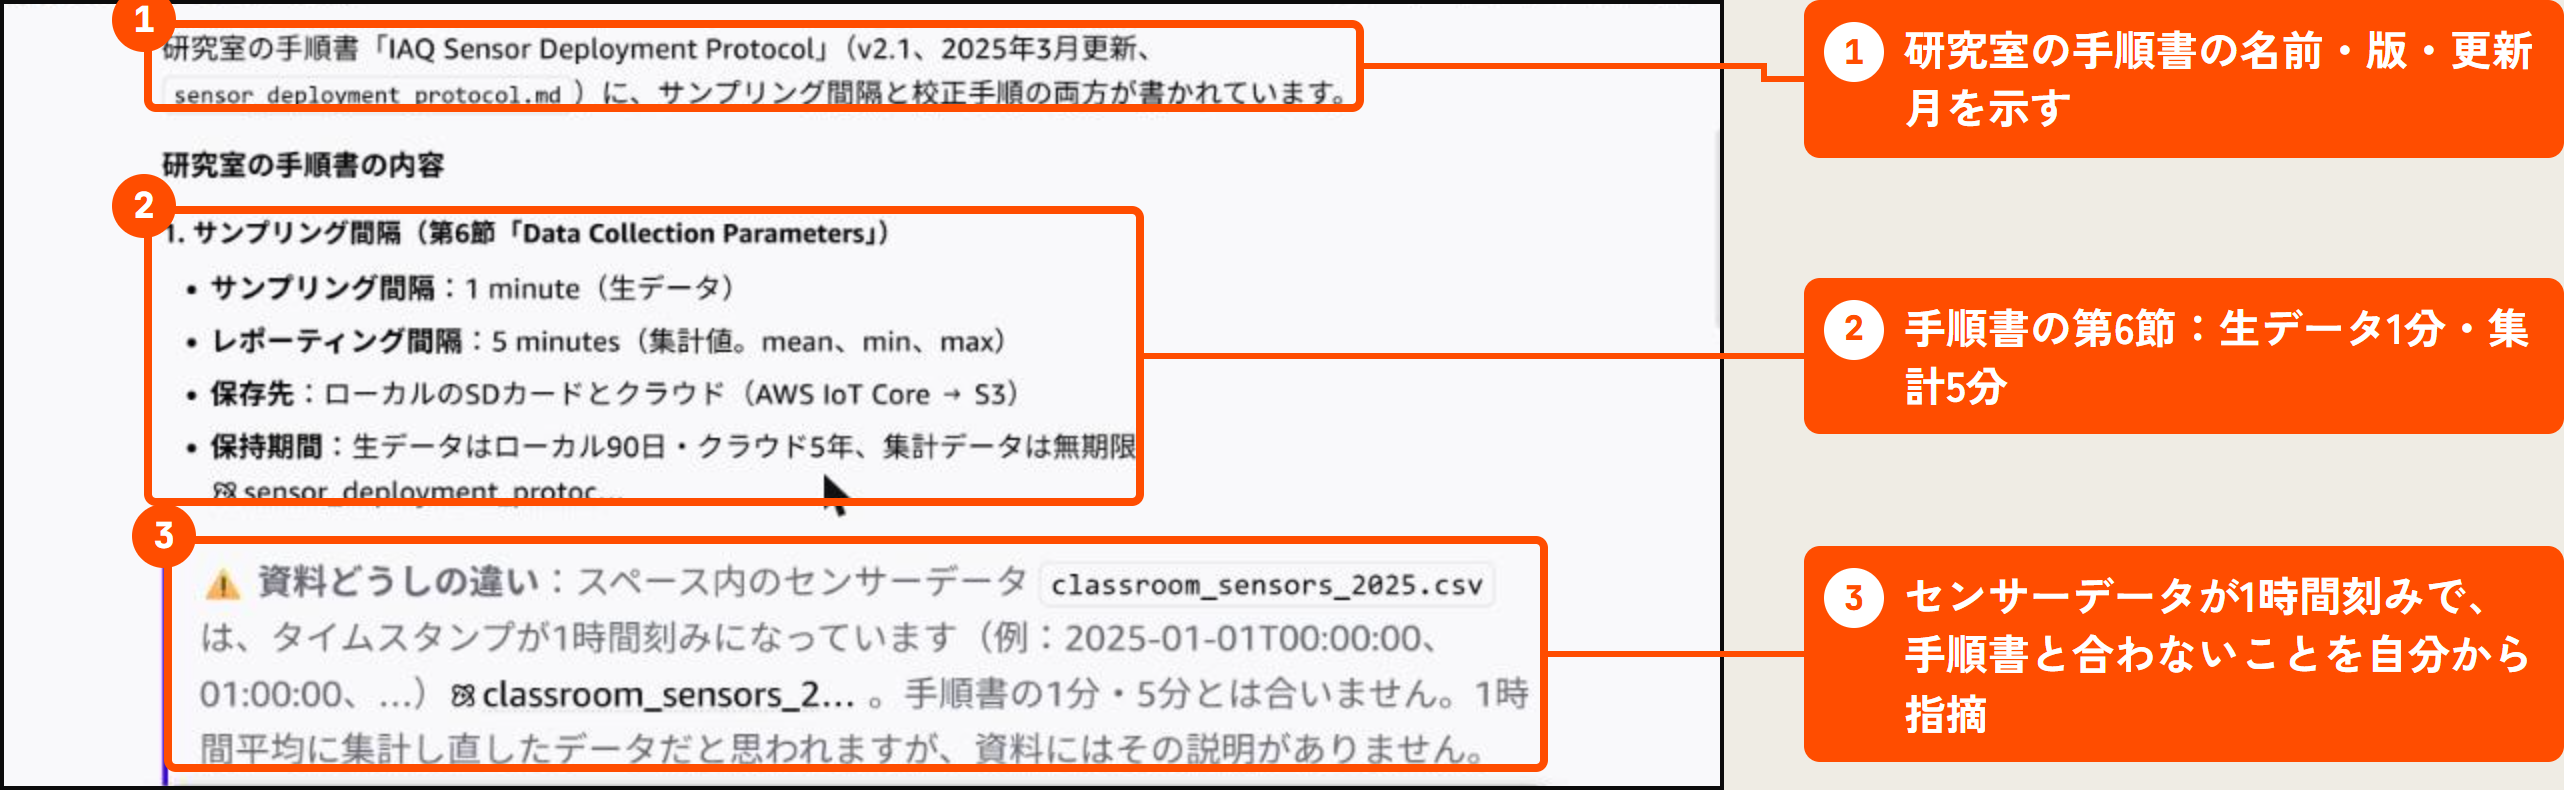 1
研究室の手順書「IAQ Sensor Deployment Protocol」（v2.1、2025年3月更新、
sensor_deployment_protocol.md）に、サンプリング間隔と校正手順の両方が書かれています。
研究室の手順書の内容
2
1. サンプリング間隔（第6節「Data Collection Parameters」）
• サンプリング間隔：1 minute（生データ）
• レポーティング間隔：5 minutes（集計値。mean、min、max）
• 保存先：ローカルのSDカードとクラウド（AWS IoT Core → S3）
• 保持期間：生データはローカル90日・クラウド5年、集計データは無期限
sensor_deployment_protoc...
3
⚠️ 資料どうしの違い：スペース内のセンサーデータ classroom_sensors_2025.csv
は、タイムスタンプが1時間刻みになっています（例：2025-01-01T00:00:00、
01:00:00、…）classroom_sensors_2... 。手順書の1分・5分とは合いません。1時
間平均に集計し直したデータだと思われますが、資料にはその説明がありません。
1 研究室の手順書の名前・版・更新
月を示す
2 手順書の第6節：生データ1分・集
計5分
3 センサーデータが1時間刻みで、
手順書と合わないことを自分から
指摘